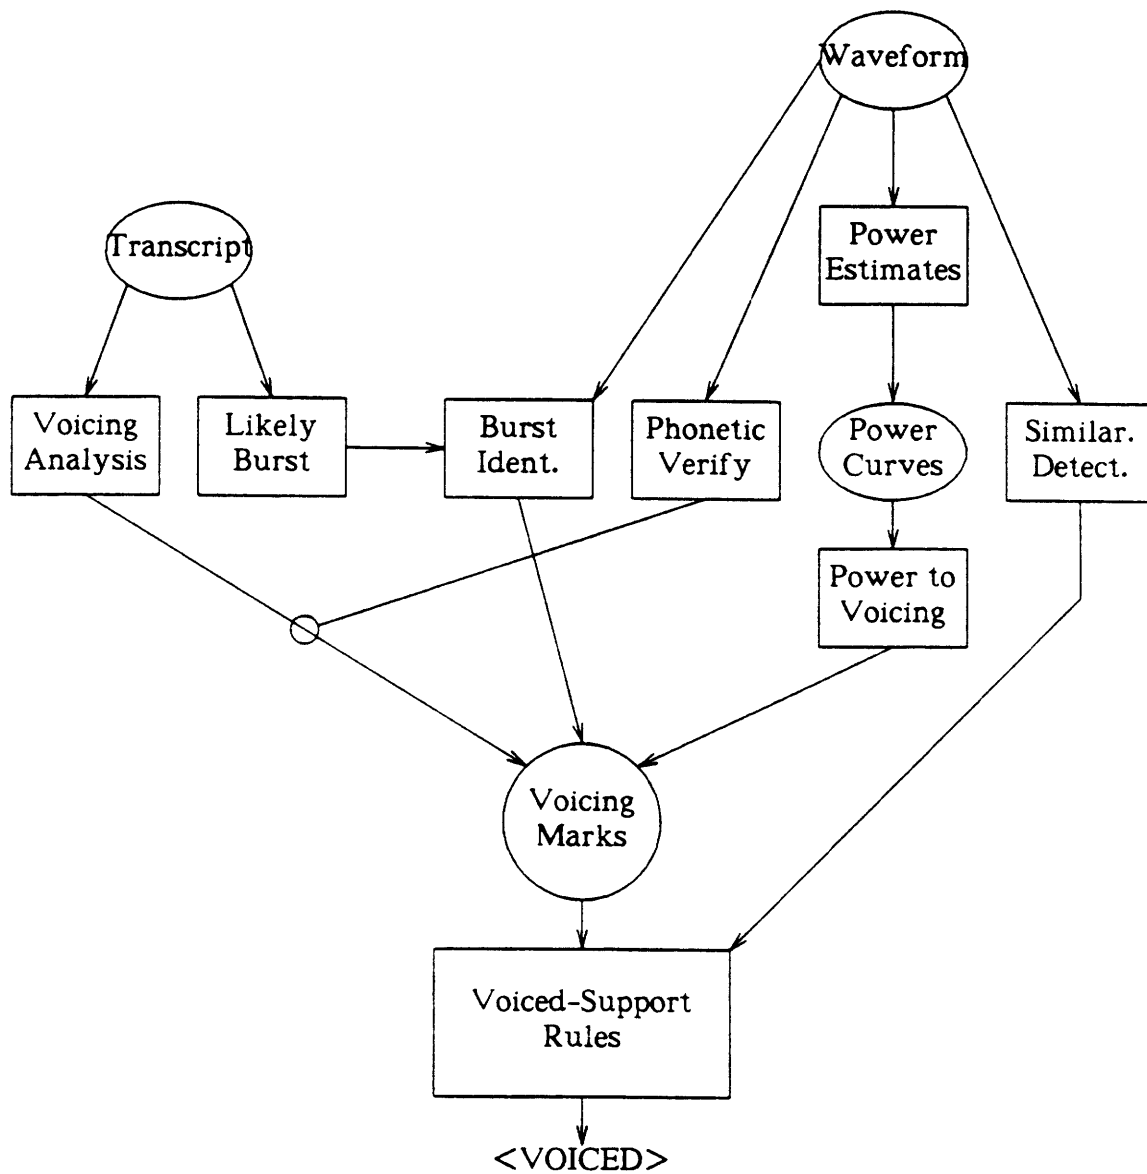 Waveform
Transcript
Power
Estimates
Voicing
Analysis
Likely
Burst
Burst
Ident.
Phonetic
Verify
Power
Curves
Similar.
Detect.
Power to
Voicing
Voicing
Marks
Voiced-Support
Rules
<VOICED>